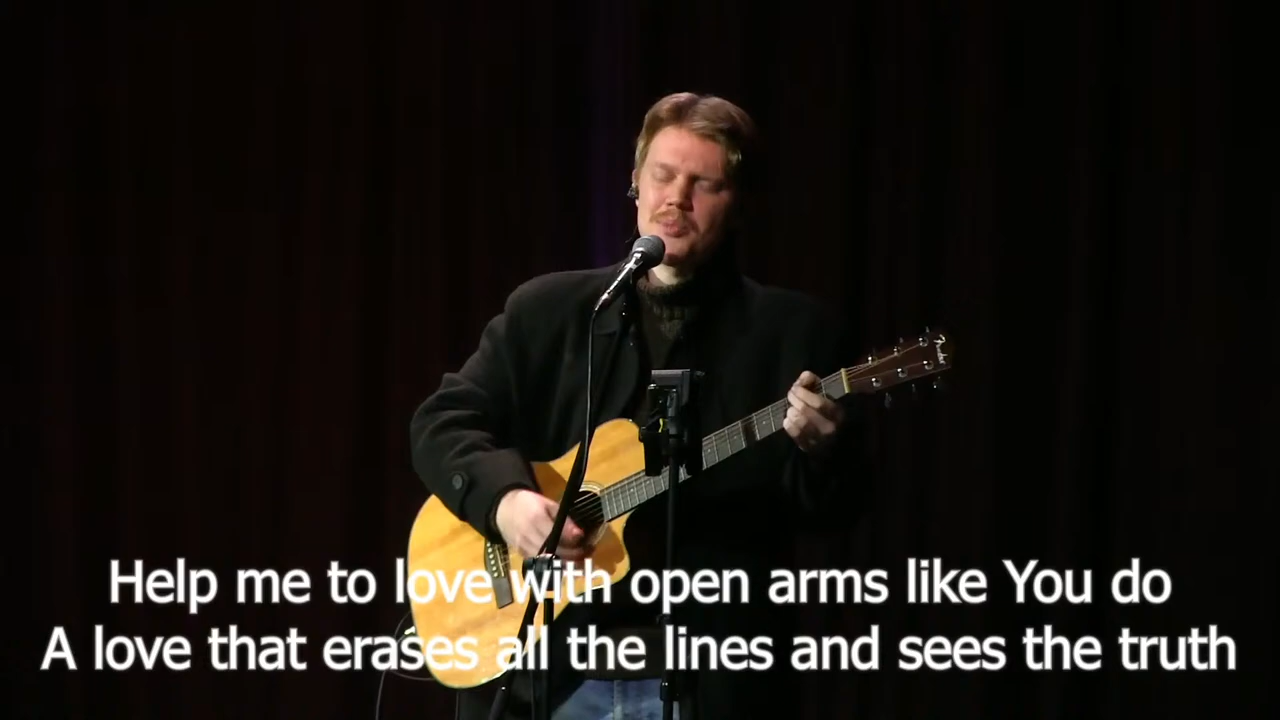 Fender
Help me to love with open arms like You do
A love that erases all the lines and sees the truth